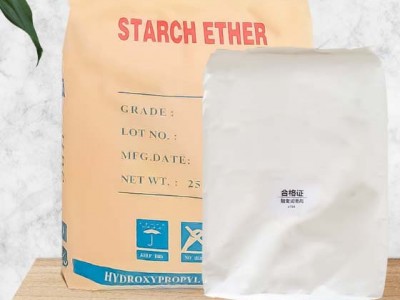 STARCH ETHER
GRADE :
LOT NO. :
MFG.DATE:
NET WT. : 25
KEEP DRY
HYDROXYPROPYL
合格证